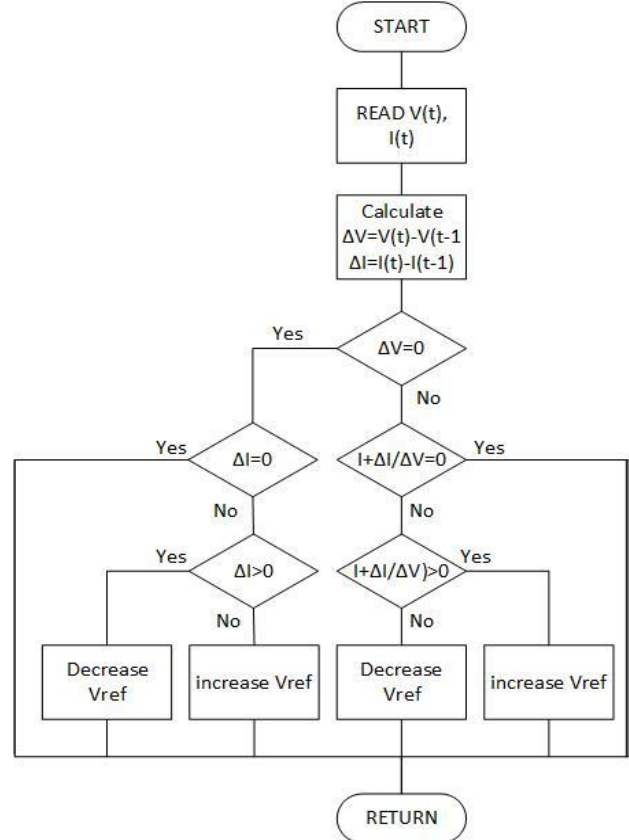 START
READ V(t),
I(t)
Calculate
ΔV=V(t)-V(t-1
ΔI=I(t)-I(t-1)
Yes
ΔV=0
No
Yes
ΔI=0
I+ΔI/ΔV=0
Yes
No
No
Yes
ΔI>0
I+ΔI/ΔV)>0
Yes
No
No
Decrease
Vref
increase Vref
Decrease
Vref
increase Vref
RETURN